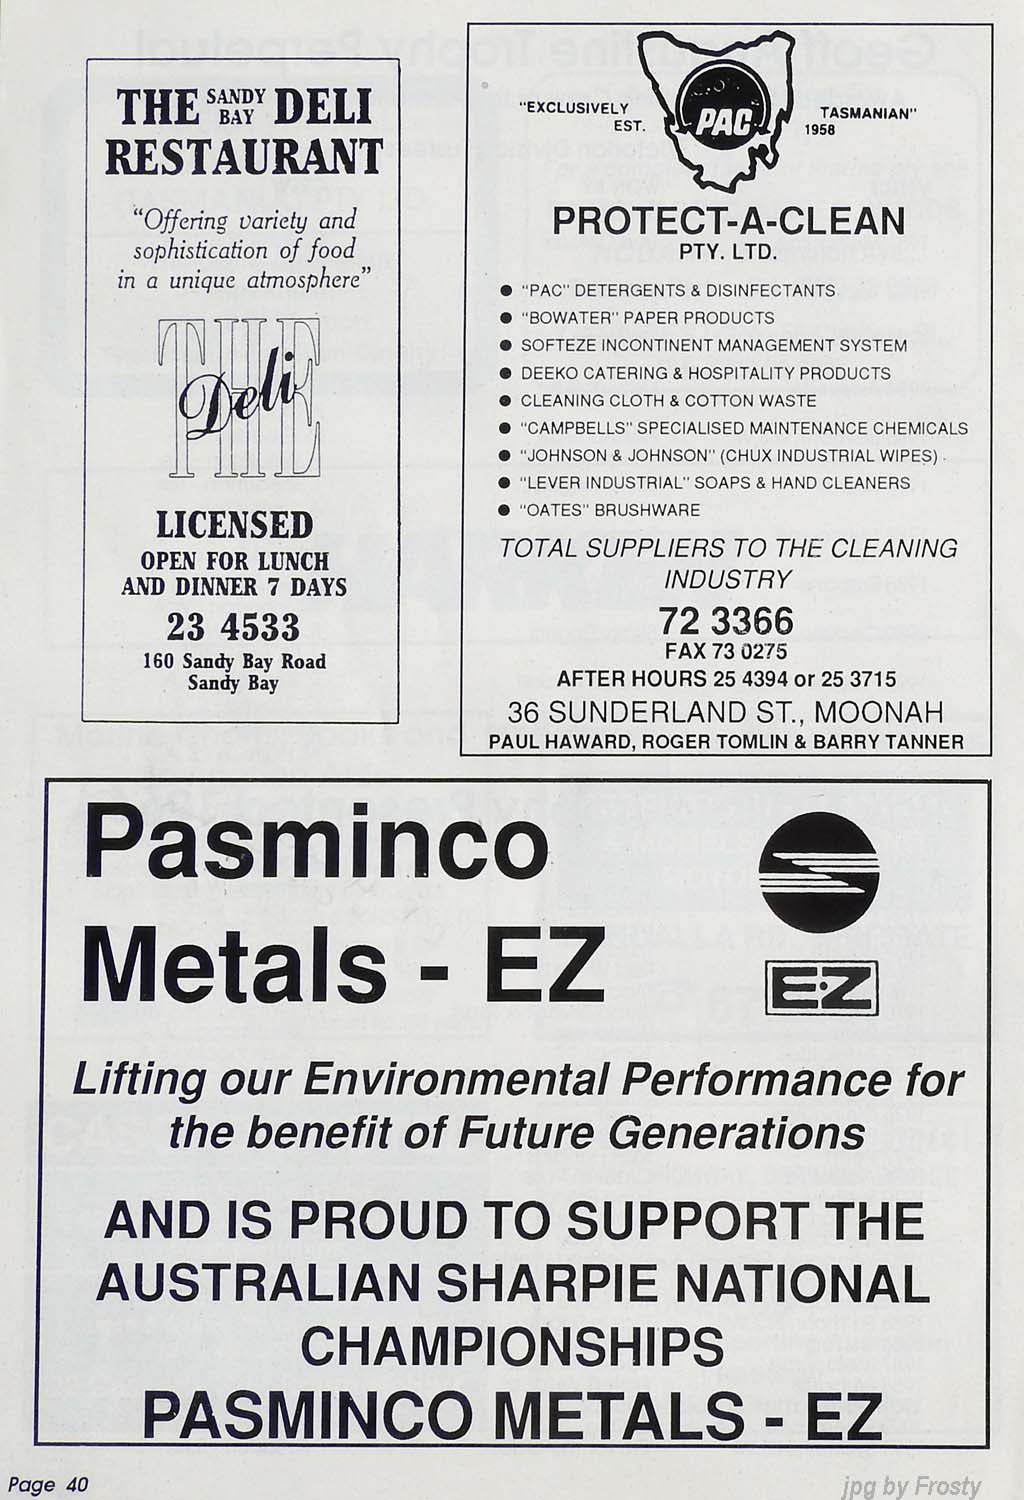 THE SANDY BAY DELI
RESTAURANT
"Offering variety and
sophistication of food
in a unique atmosphere"
THE
Deli
LICENSED
OPEN FOR LUNCH
AND DINNER 7 DAYS
23 4533
160 Sandy Bay Road
Sandy Bay
"EXCLUSIVELY TASMANIAN"
EST. 1958
PAC
PROTECT-A-CLEAN
PTY. LTD.
● "PAC" DETERGENTS & DISINFECTANTS
● "BOWATER" PAPER PRODUCTS
● SOFTEZE INCONTINENT MANAGEMENT SYSTEM
● DEEKO CATERING & HOSPITALITY PRODUCTS
● CLEANING CLOTH & COTTON WASTE
● "CAMPBELLS" SPECIALISED MAINTENANCE CHEMICALS
● "JOHNSON & JOHNSON" (CHUX INDUSTRIAL WIPES)
● "LEVER INDUSTRIAL" SOAPS & HAND CLEANERS
● "OATES" BRUSHWARE
TOTAL SUPPLIERS TO THE CLEANING
INDUSTRY
72 3366
FAX 73 0275
AFTER HOURS 25 4394 or 25 3715
36 SUNDERLAND ST., MOONAH
PAUL HAWARD, ROGER TOMLIN & BARRY TANNER
Pasminco
Metals - EZ
E·Z
Lifting our Environmental Performance for
the benefit of Future Generations
AND IS PROUD TO SUPPORT THE
AUSTRALIAN SHARPIE NATIONAL
CHAMPIONSHIPS
PASMINCO METALS - EZ
Page 40
jpg by Frosty